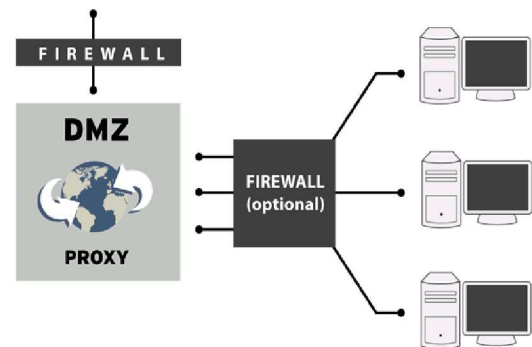 FIREWALL
DMZ
PROXY
FIREWALL
(optional)